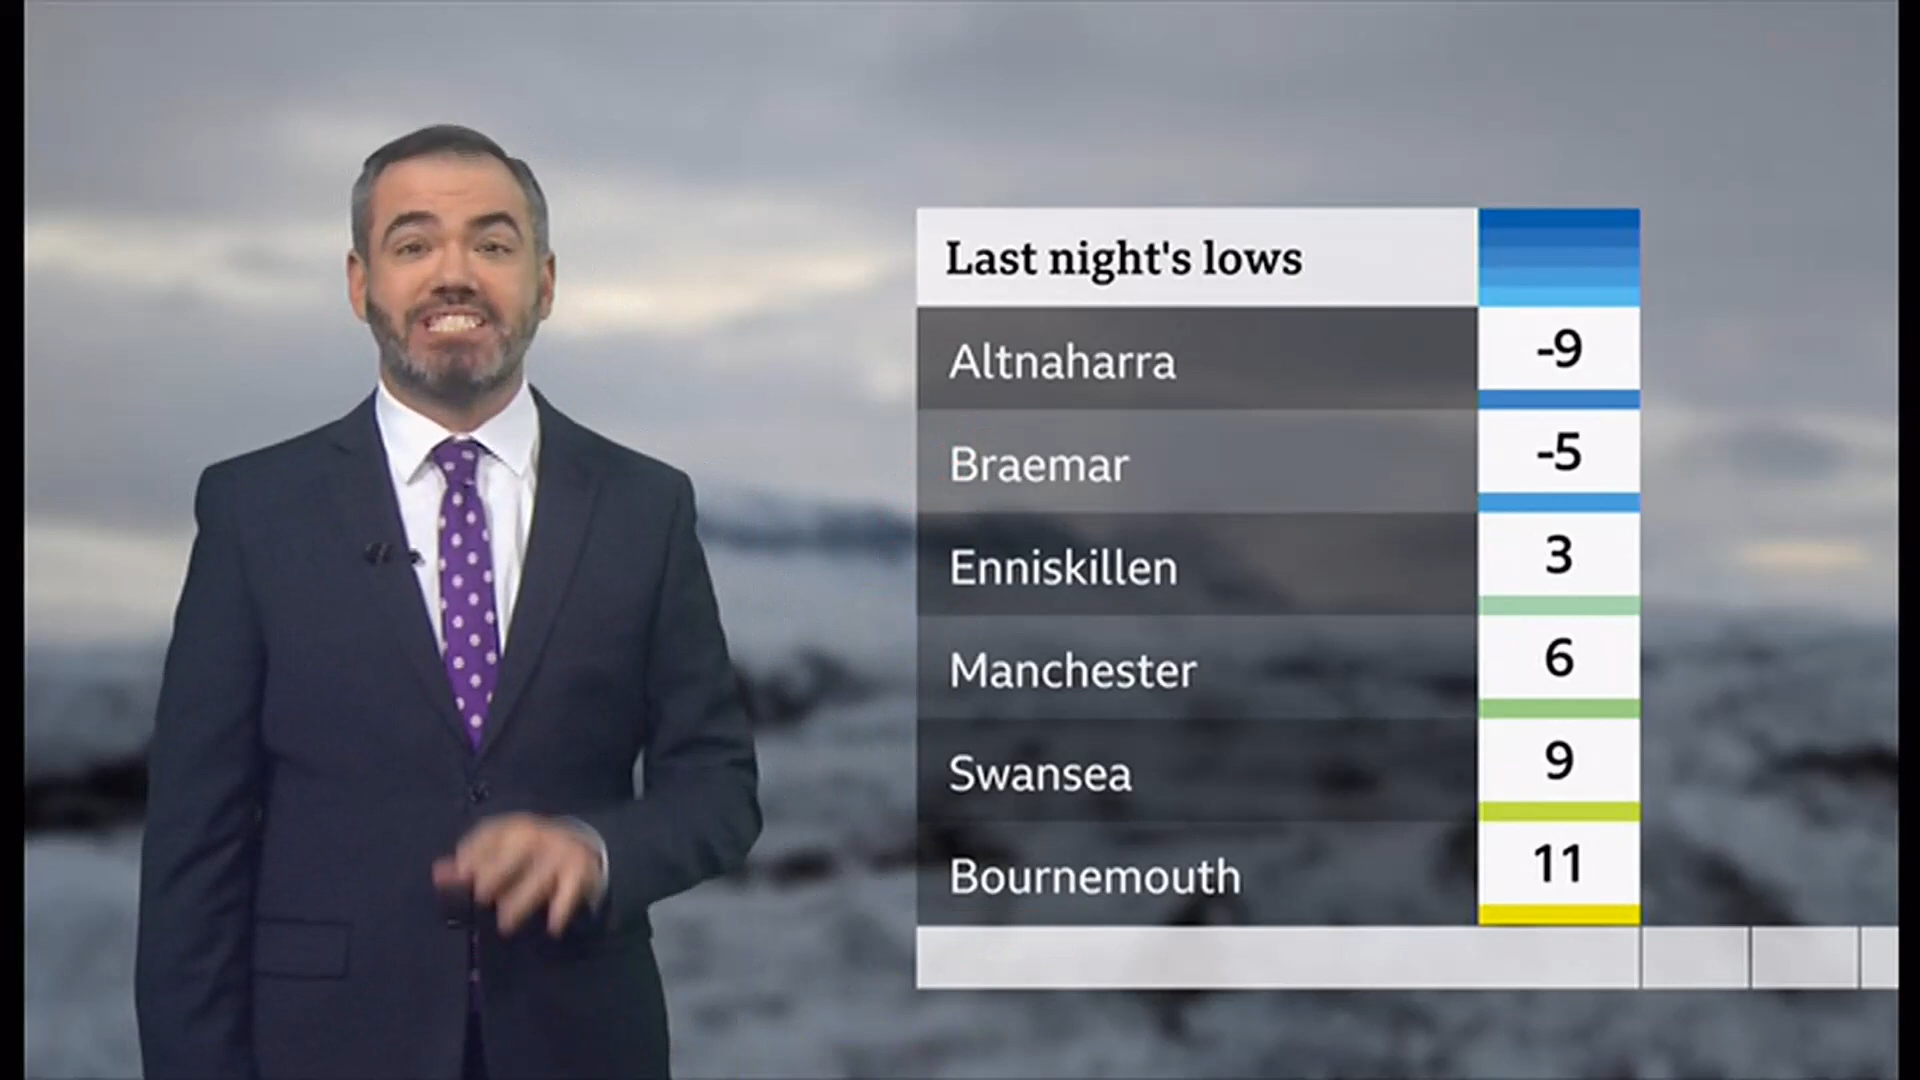 Last night's lows
Altnaharra -9
Braemar -5
Enniskillen 3
Manchester 6
Swansea 9
Bournemouth 11